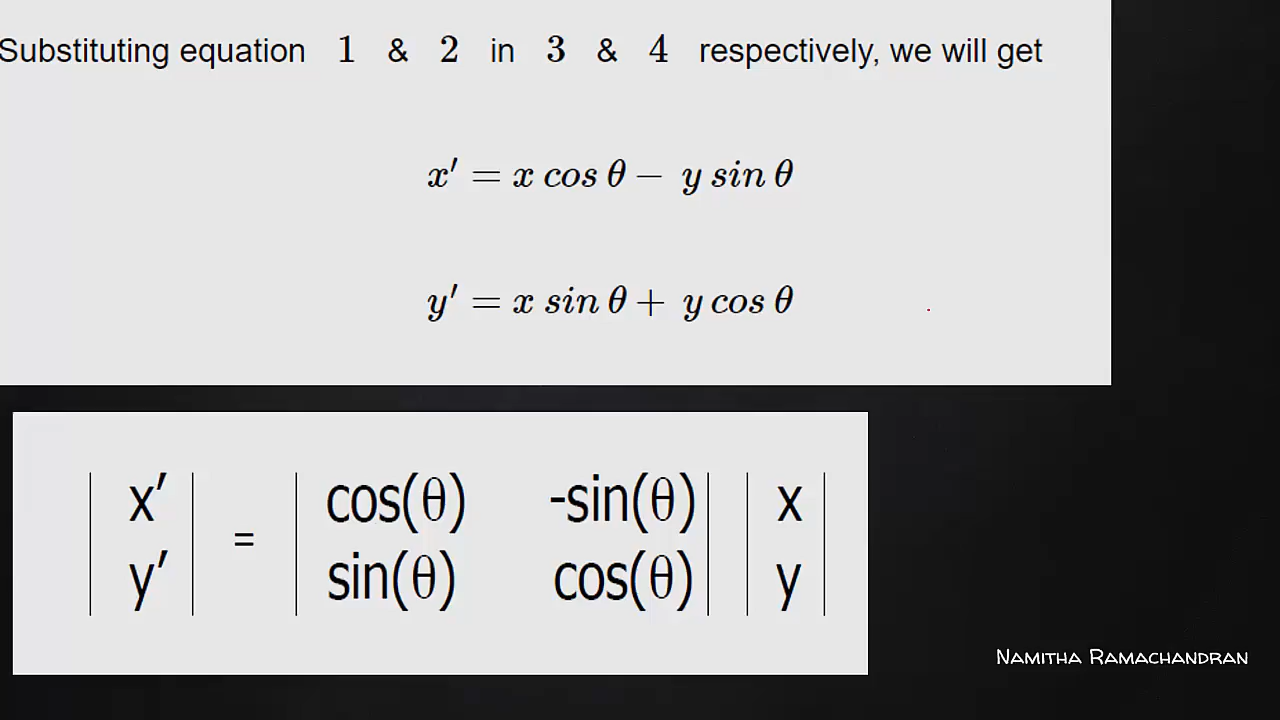 Substituting equation 1 & 2 in 3 & 4 respectively, we will get
x′ = x cos θ − y sin θ
y′ = x sin θ + y cos θ
| x′ | = | cos(θ) -sin(θ) | | x |
| y′ | | sin(θ) cos(θ) | | y |
Namitha Ramachandran